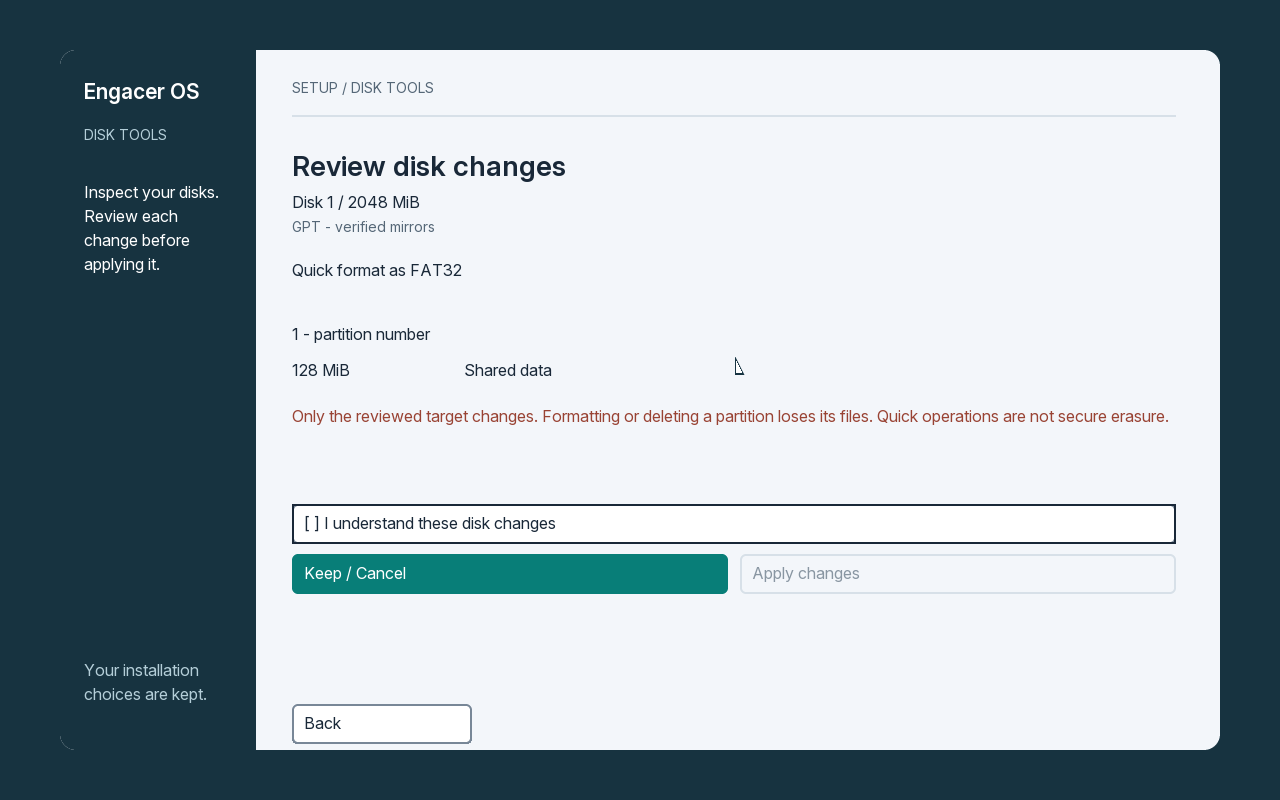 Engacer OS
DISK TOOLS
Inspect your disks.
Review each
change before
applying it.
Your installation
choices are kept.
SETUP / DISK TOOLS
Review disk changes
Disk 1 / 2048 MiB
GPT - verified mirrors
Quick format as FAT32
1 - partition number
128 MiB Shared data
Only the reviewed target changes. Formatting or deleting a partition loses its files. Quick operations are not secure erasure.
[ ] I understand these disk changes
Keep / Cancel
Apply changes
Back